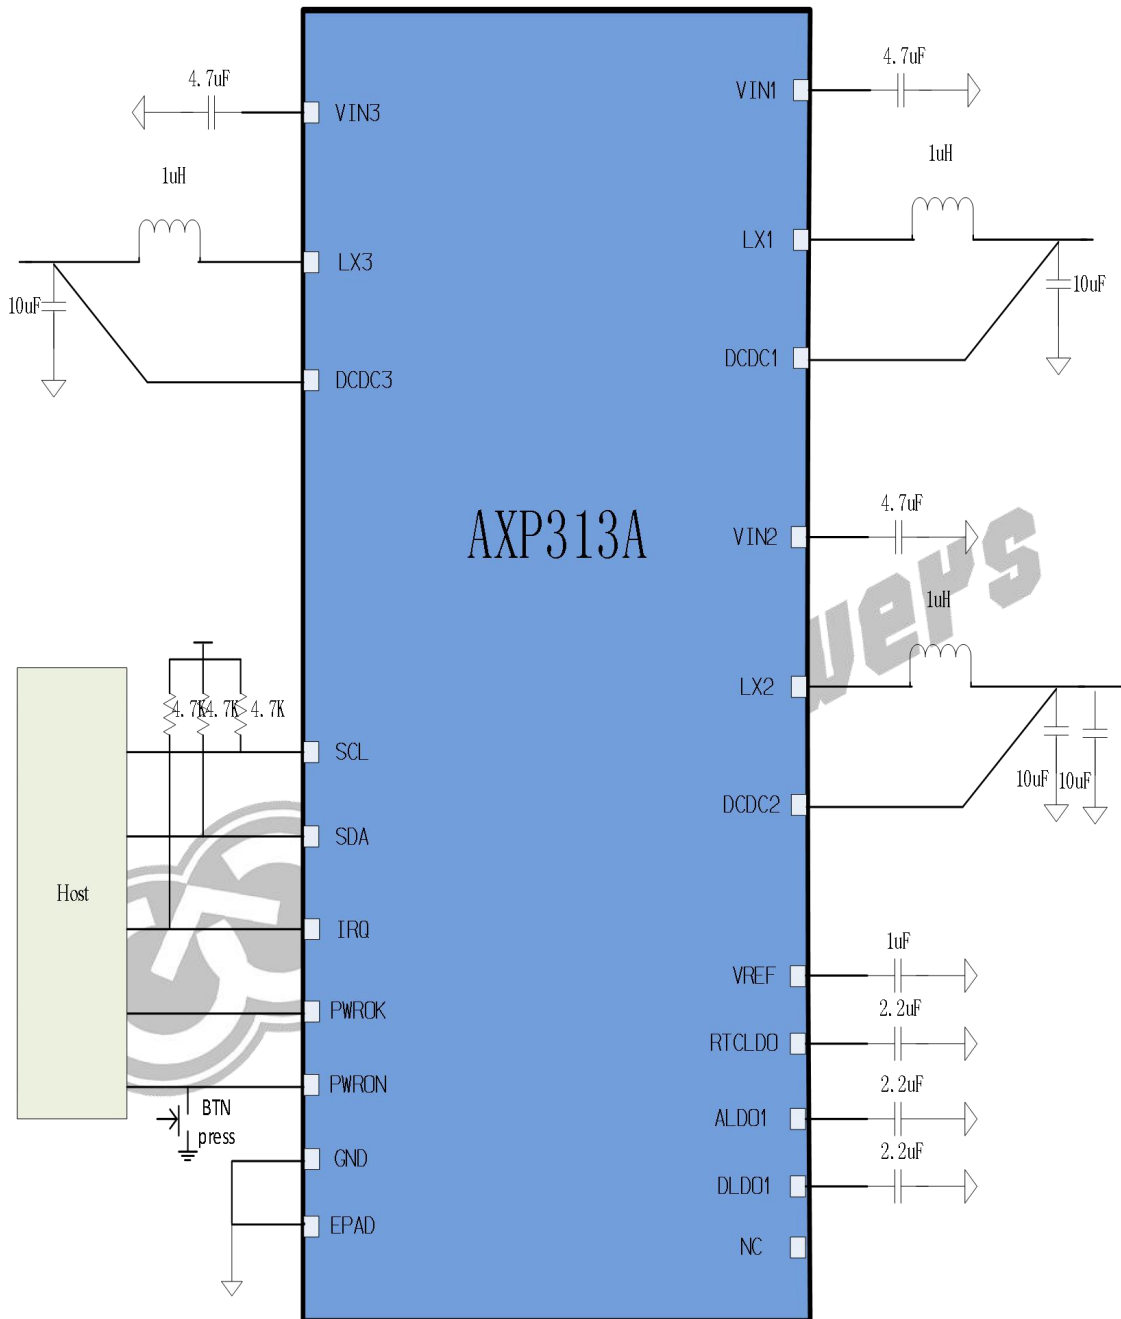 4.7uF
VIN1
4.7uF
VIN3
1uH
1uH
LX1
LX3
10uF
10uF
DCDC1
DCDC3
AXP313A
4.7uF
VIN2
1uH
LX2
4.7K
4.7K
4.7K
SCL
10uF
10uF
DCDC2
SDA
Host
IRQ
1uF
VREF
PWROK
2.2uF
RTCLDO
PWRON
2.2uF
BTN
press
ALDO1
2.2uF
GND
DLDO1
EPAD
NC